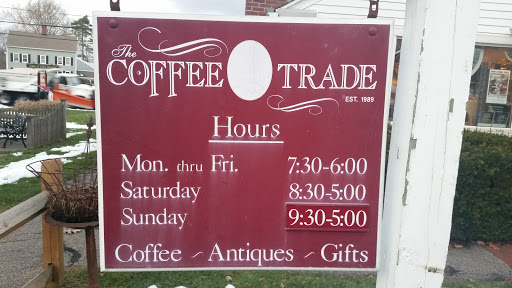 The
COFFEE TRADE
EST. 1989
Hours
Mon. thru Fri. 7:30-6:00
Saturday 8:30-5:00
Sunday 9:30-5:00
Coffee ~ Antiques ~ Gifts